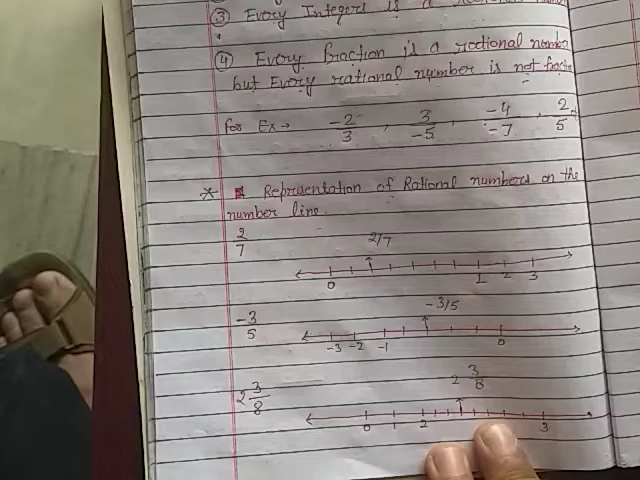 ③ Every Integers is a
④ Every fraction is a rational number
but Every rational number is not
for Ex→ -2/3 , 3/-5 , -4/-7 , 2/5
* Representation of Rational numbers on the
number line.
2/7 2/7
0 1 2 3
-3/5 -3/5
-3 -2 -1 0
2 3/8 2 3/8
0 1 2 3